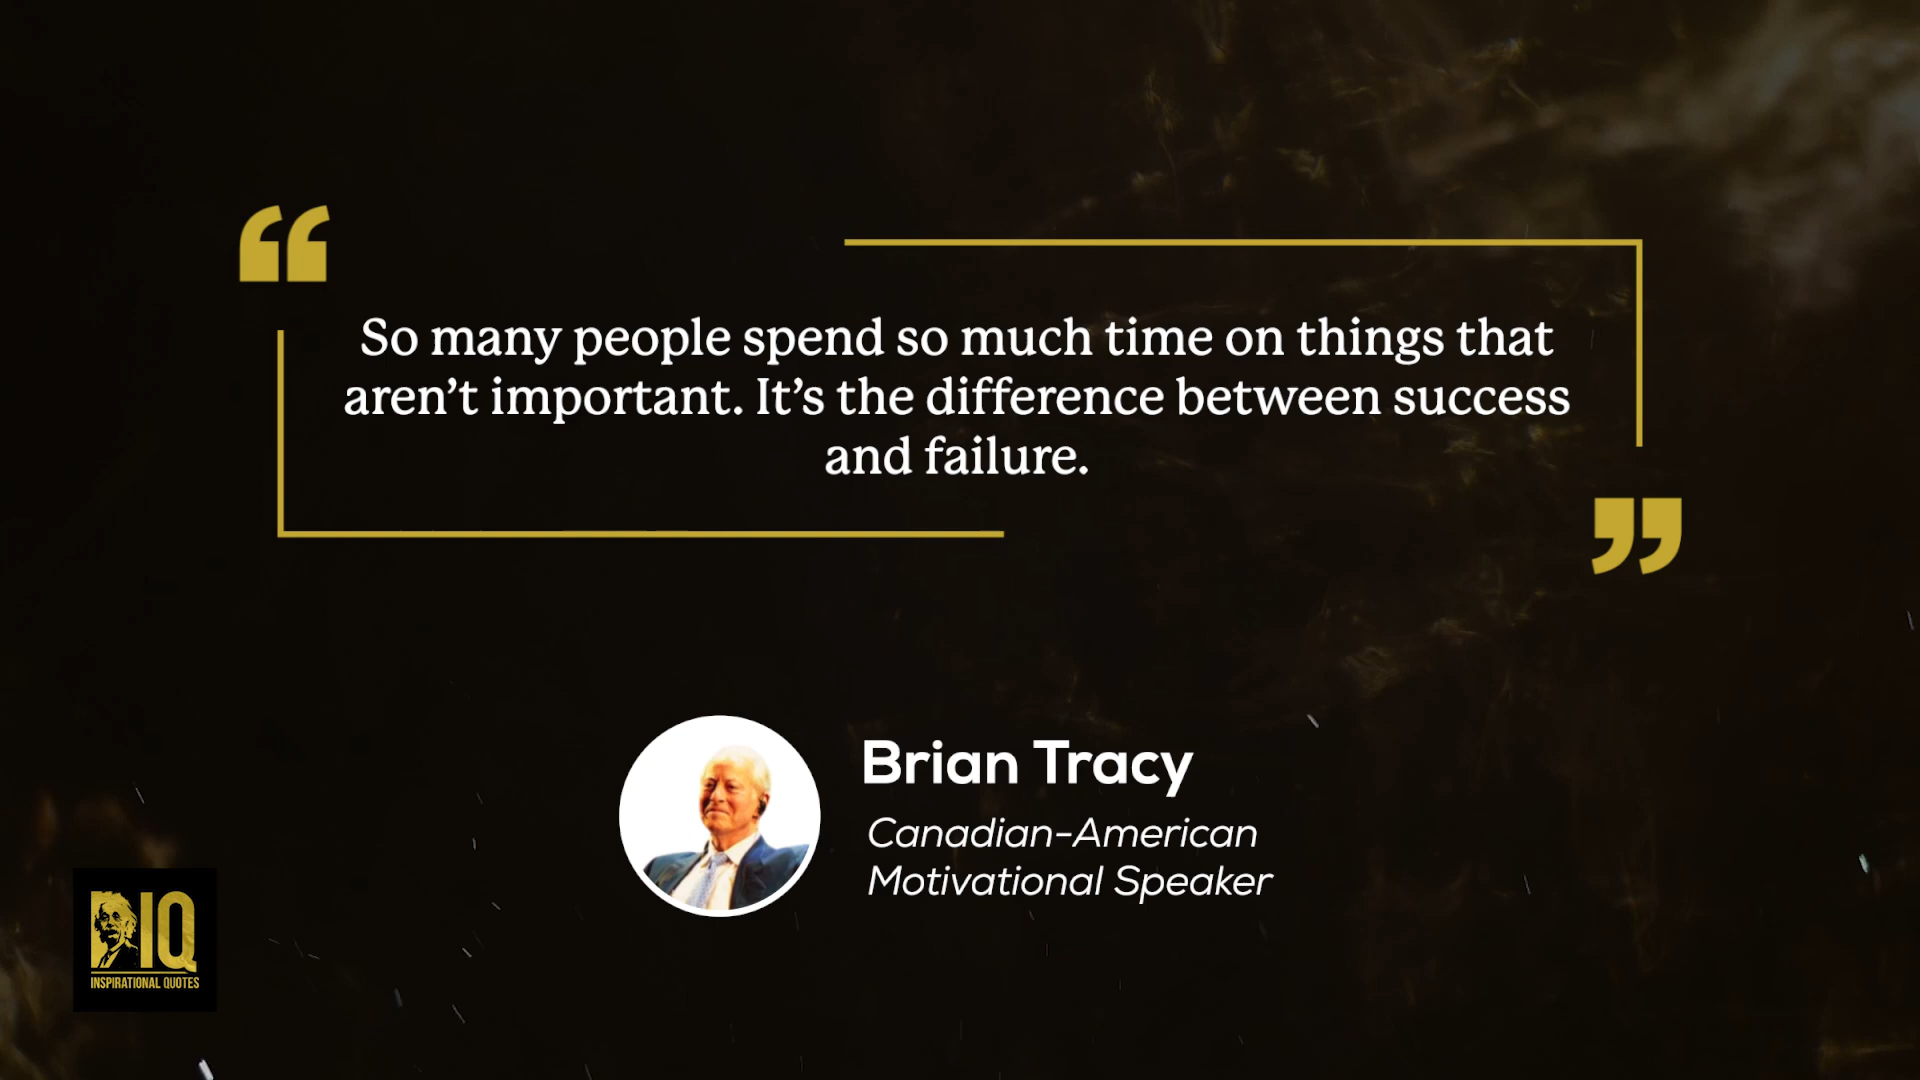 “
So many people spend so much time on things that
aren’t important. It’s the difference between success
and failure.
”
Brian Tracy
Canadian-American
Motivational Speaker
IQ
INSPIRATIONAL QUOTES